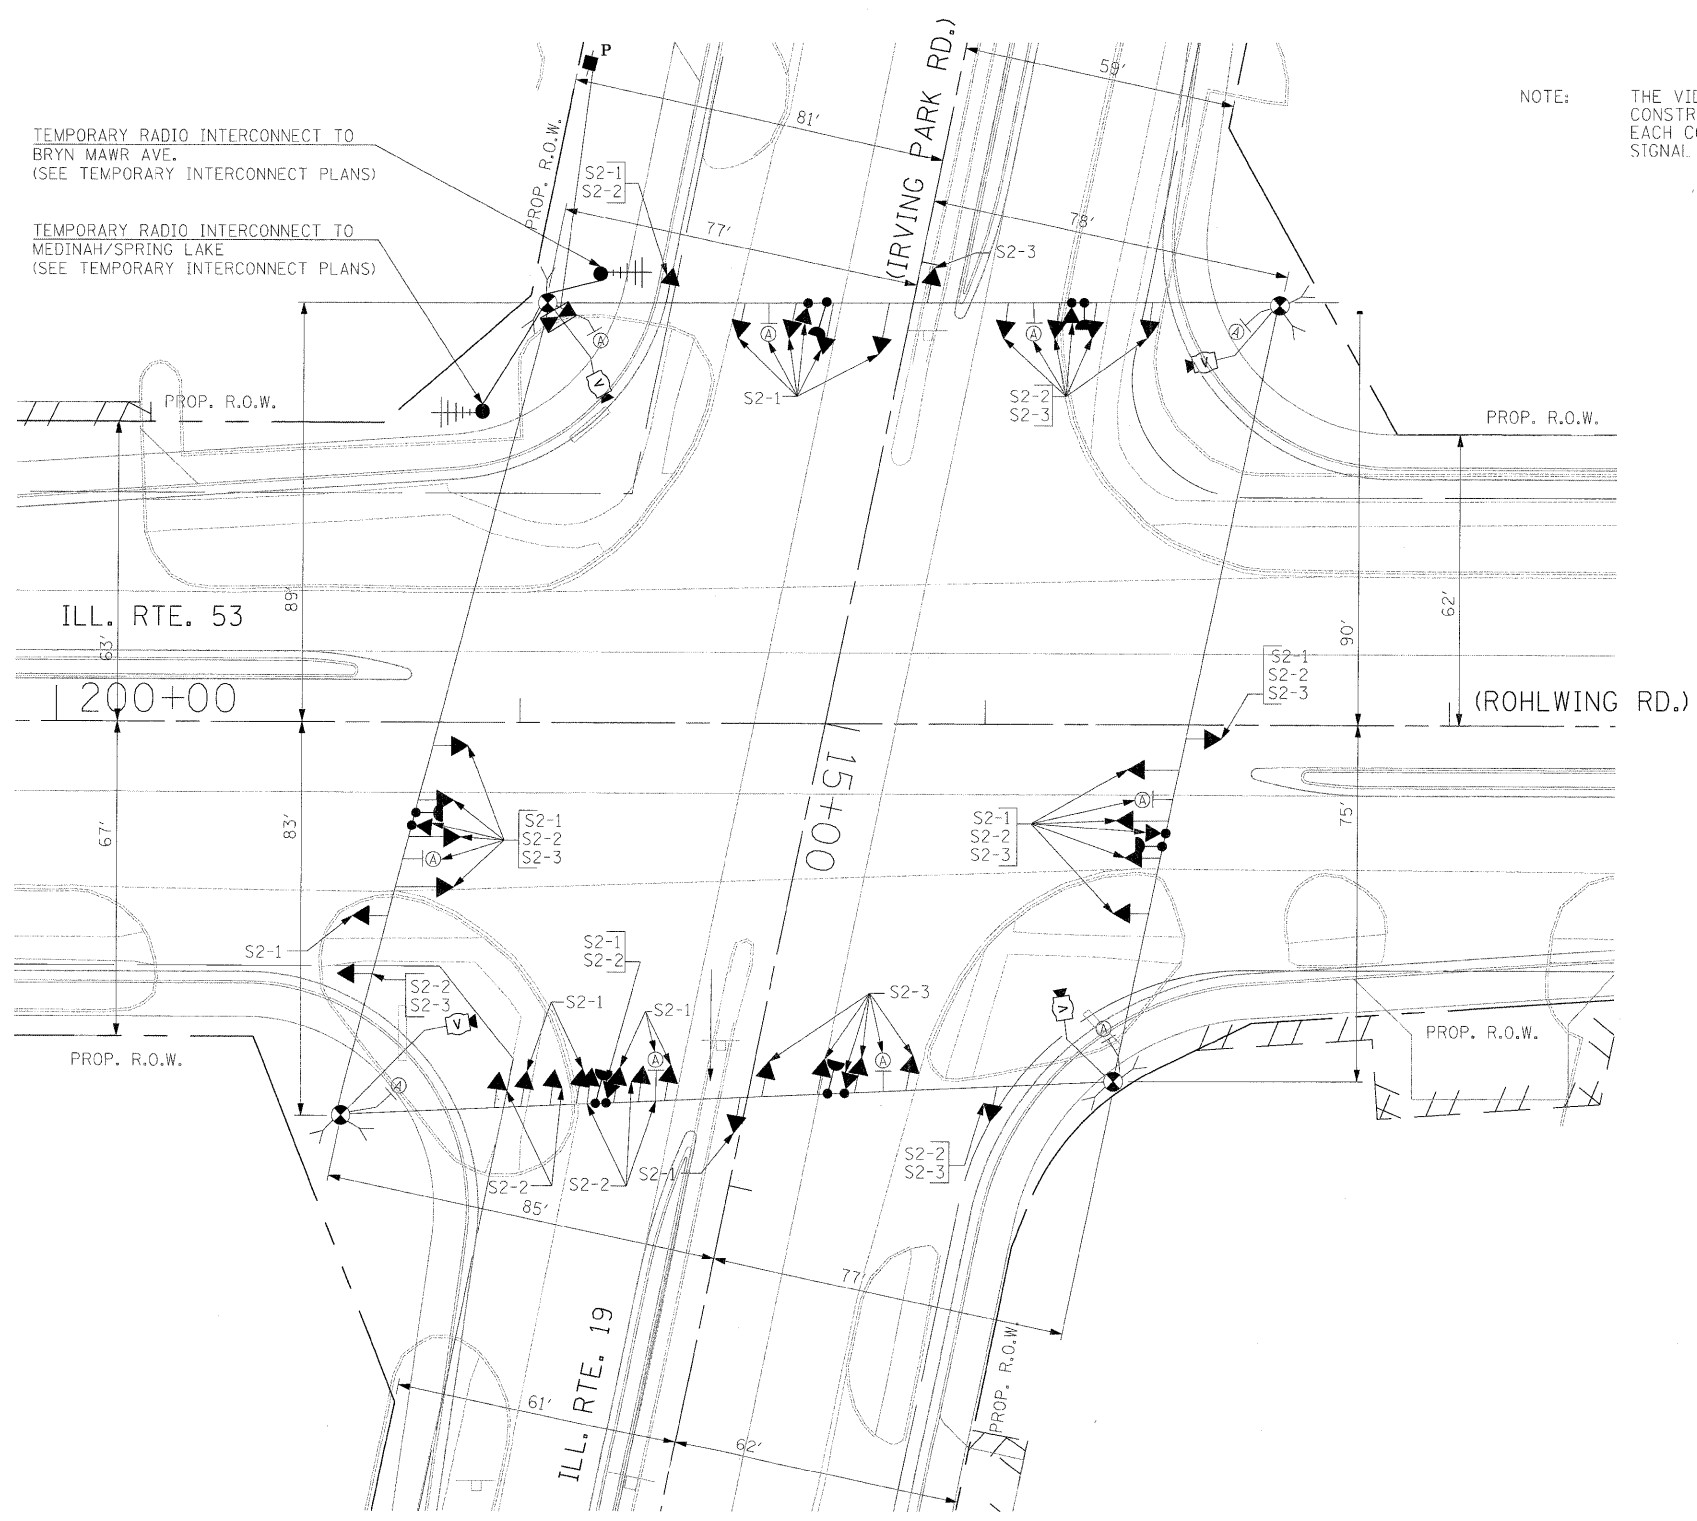 P
(IRVING PARK RD.)
59'
81'
NOTE:
THE VID
CONSTR
EACH CO
SIGNAL
TEMPORARY RADIO INTERCONNECT TO
BRYN MAWR AVE.
(SEE TEMPORARY INTERCONNECT PLANS)
PROP. R.O.W.
S2-1
S2-2
77'
78'
S2-3
TEMPORARY RADIO INTERCONNECT TO
MEDINAH/SPRING LAKE
(SEE TEMPORARY INTERCONNECT PLANS)
A
A
A
A
V
V
S2-1
S2-2
S2-3
PROP. R.O.W.
PROP. R.O.W.
ILL. RTE. 53
89'
63'
90'
62'
200+00
S2-1
S2-2
S2-3
(ROHLWING RD.)
15+00
67'
83'
75'
A
S2-1
S2-2
S2-3
A
S2-1
S2-2
S2-3
S2-1
S2-1
S2-2
S2-2
S2-3
S2-1
S2-1
S2-3
V
V
A
PROP. R.O.W.
PROP. R.O.W.
A
A
A
S2-2
S2-2
S2-1
S2-2
S2-3
85'
77'
ILL. RTE. 19
PROP. R.O.W.
61'
62'